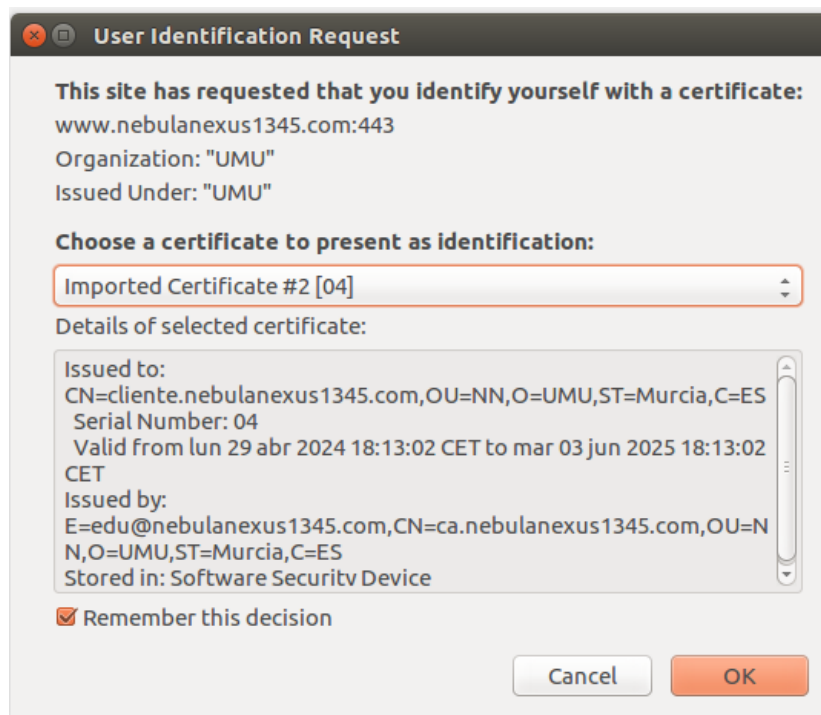 User Identification Request
This site has requested that you identify yourself with a certificate:
www.nebulanexus1345.com:443
Organization: "UMU"
Issued Under: "UMU"
Choose a certificate to present as identification:
Imported Certificate #2 [04]
Details of selected certificate:
Issued to:
CN=cliente.nebulanexus1345.com,OU=NN,O=UMU,ST=Murcia,C=ES
Serial Number: 04
Valid from lun 29 abr 2024 18:13:02 CET to mar 03 jun 2025 18:13:02
CET
Issued by:
E=edu@nebulanexus1345.com,CN=ca.nebulanexus1345.com,OU=N
N,O=UMU,ST=Murcia,C=ES
Stored in: Software Security Device
Remember this decision
Cancel
OK